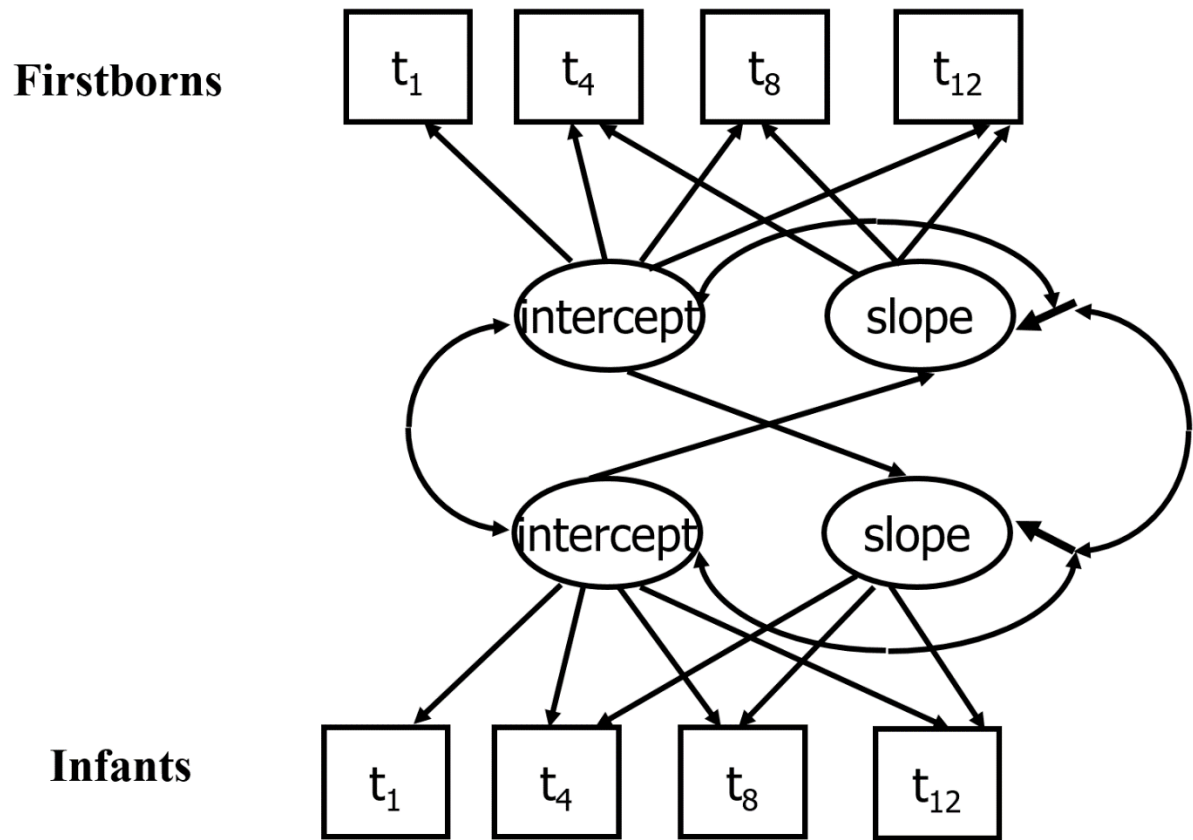 Firstborns
t₁ t₄ t₈ t₁₂
intercept slope
intercept slope
Infants
t₁ t₄ t₈ t₁₂